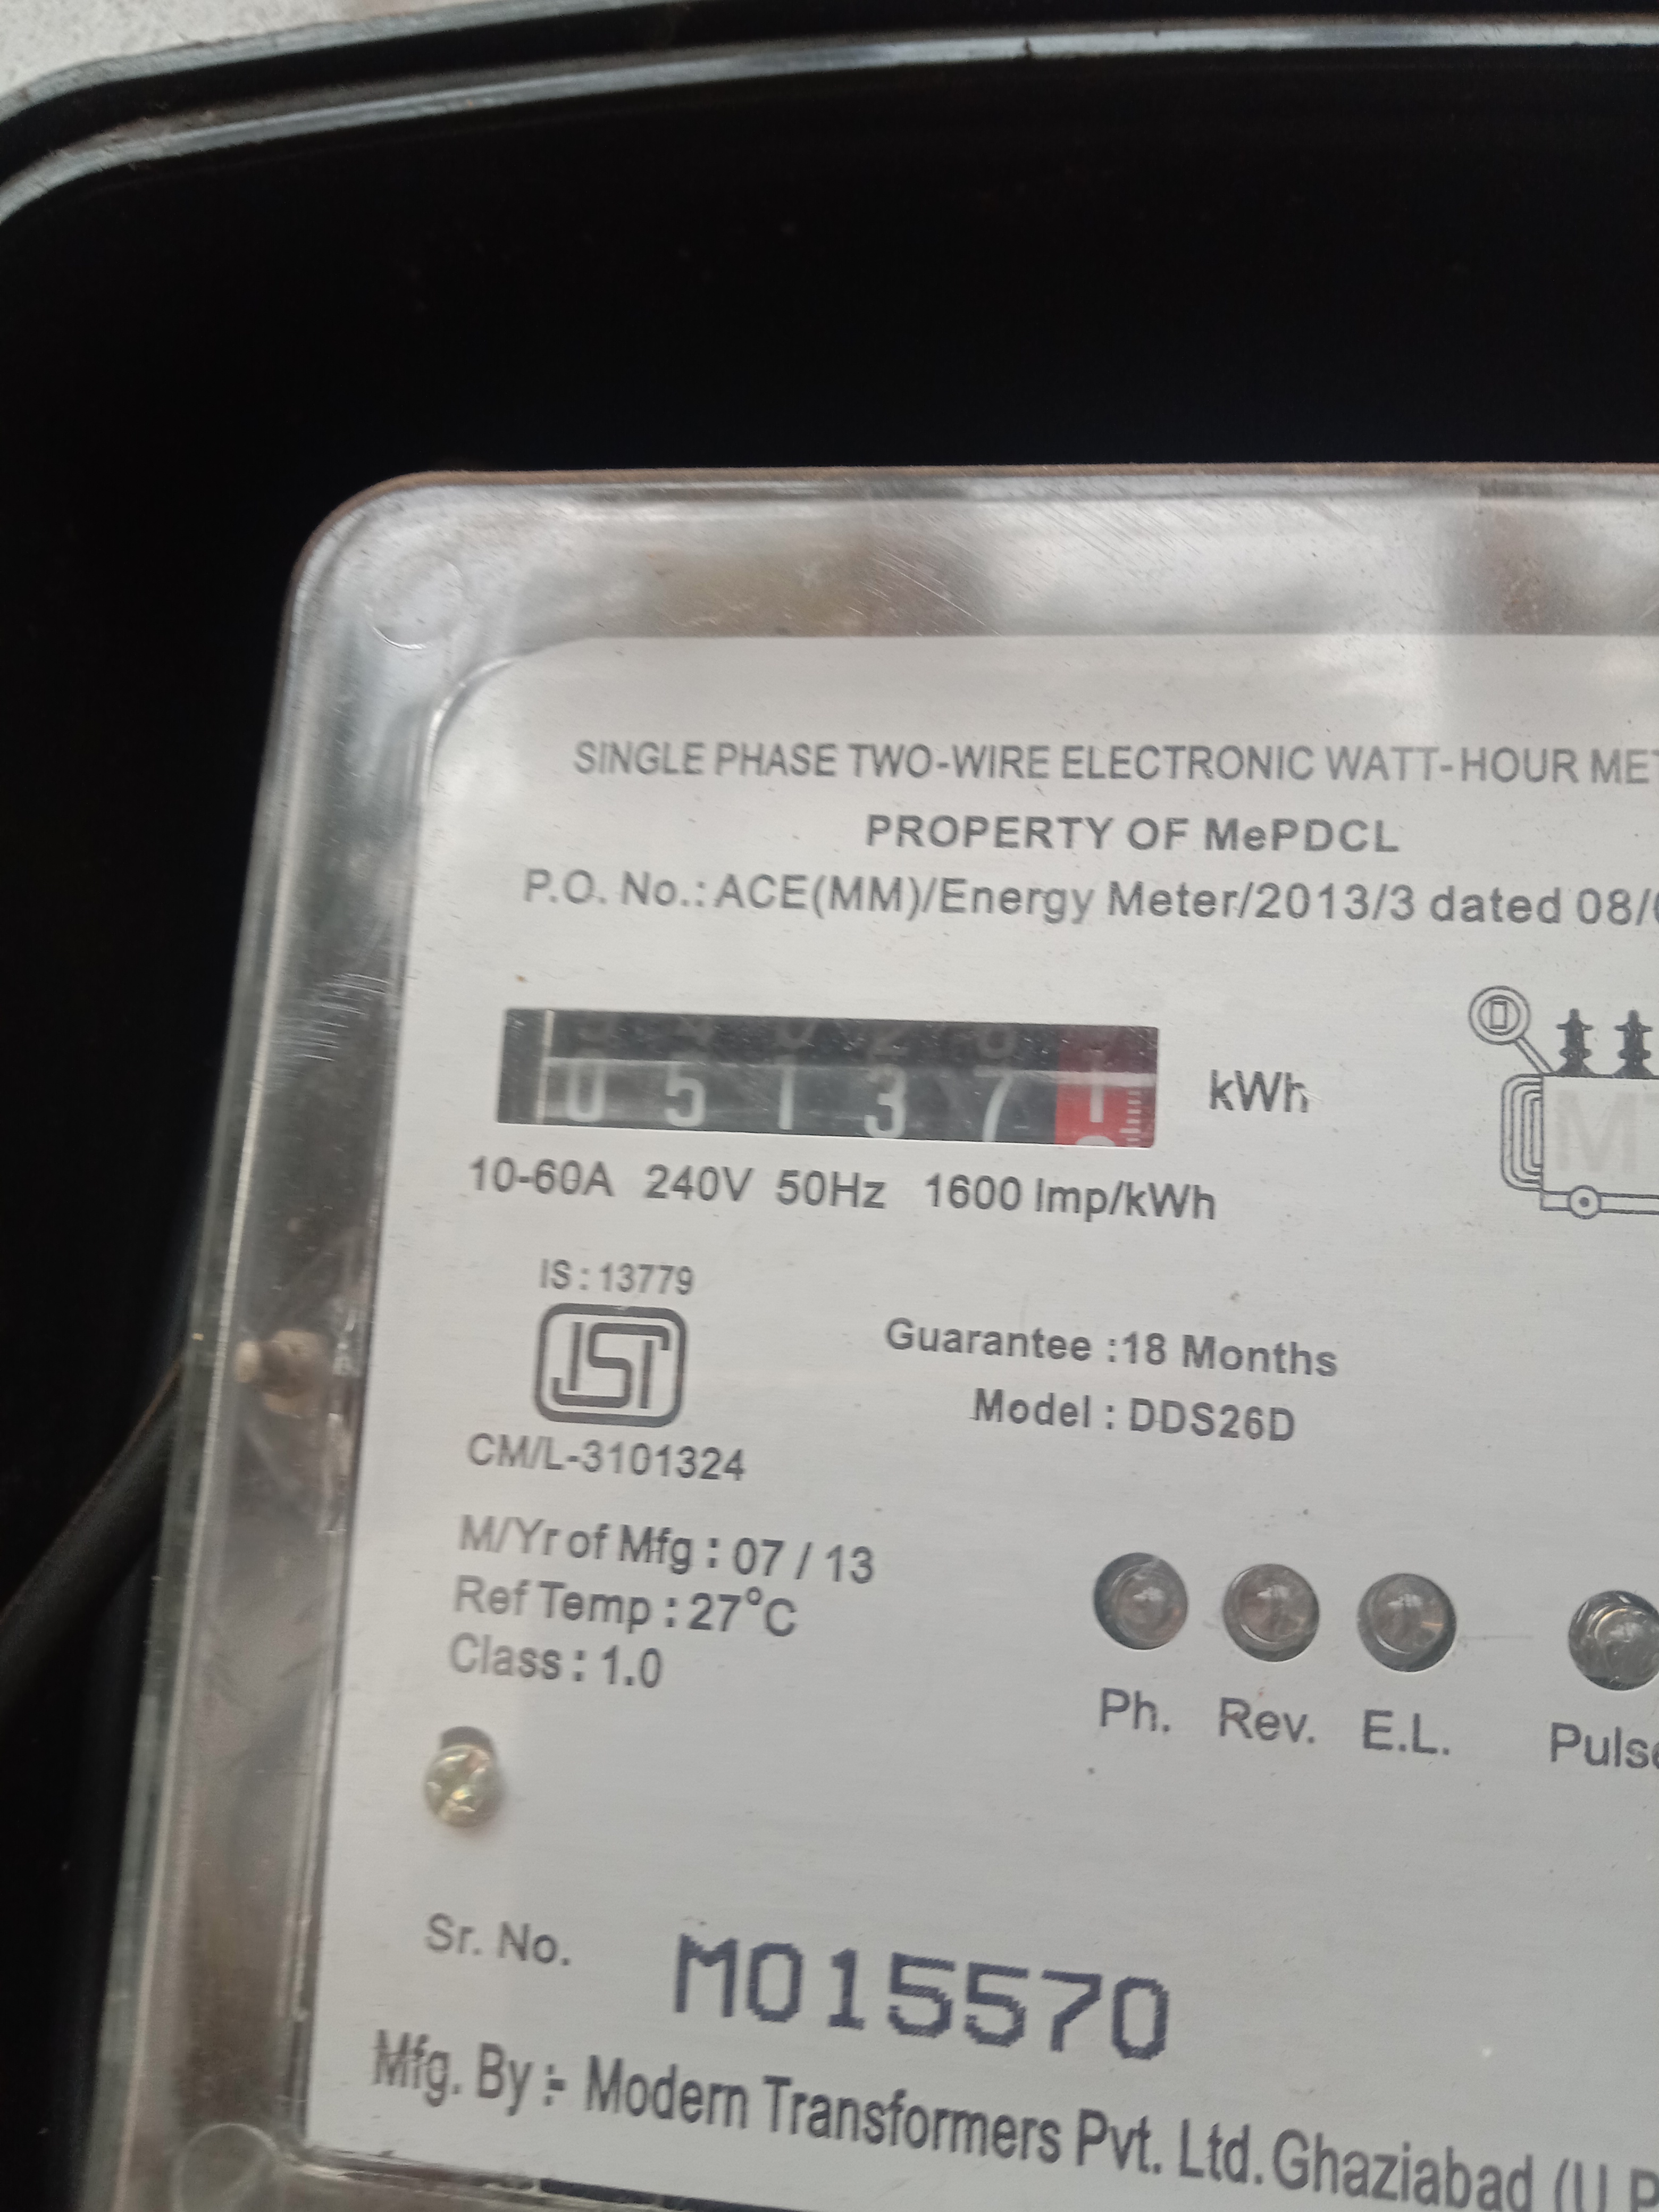 SINGLE PHASE TWO-WIRE ELECTRONIC WATT-HOUR
PROPERTY OF MePDCL
P.O. No.: ACE(MM)/Energy Meter/2013/3 dated 08/
0 5 1 3 7 kWh
10-60A 240V 50Hz 1600 Imp/kWh
IS : 13779
ISI
CM/L-3101324
Guarantee :18 Months
Model : DDS26D
M/Yr of Mfg : 07 / 13
Ref Temp : 27°C
Class : 1.0
Ph. Rev. E.L. Pulse
Sr. No. M015570
Mfg. By :- Modern Transformers Pvt. Ltd. Ghaziabad (U.P